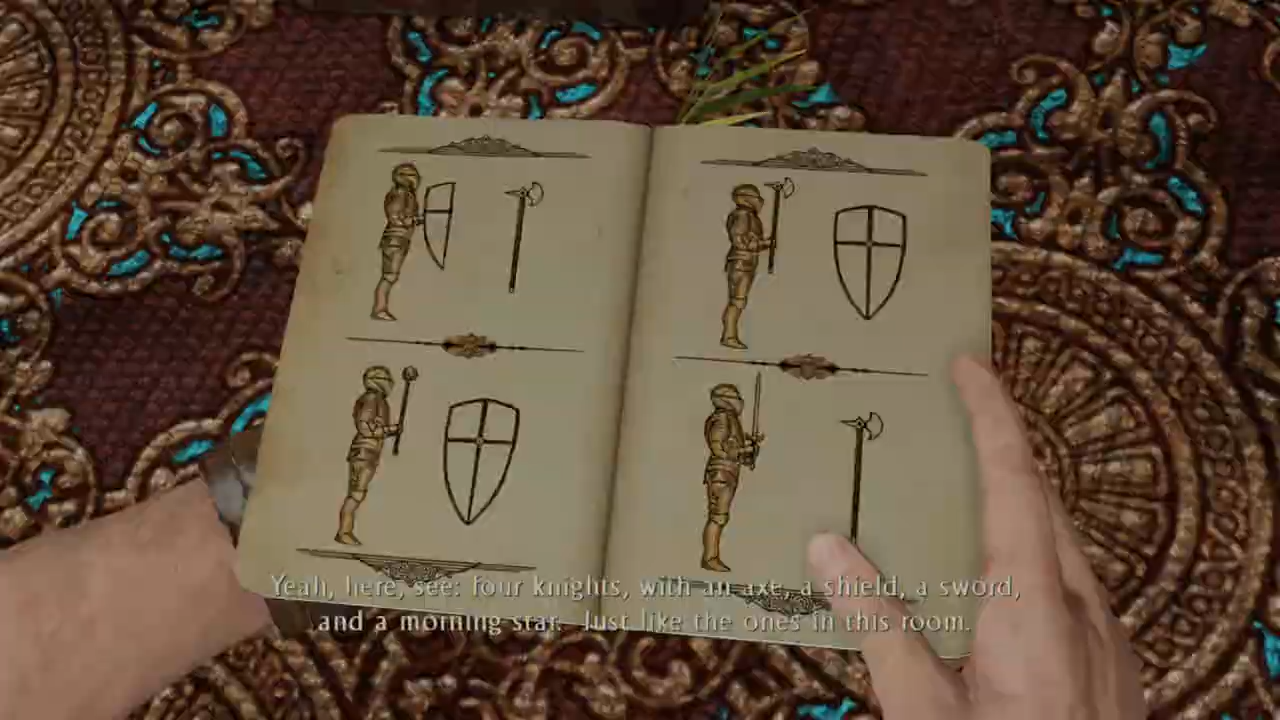 Yeah, here, see: four knights, with an axe, a shield, a sword,
and a morning star. Just like the ones in this room.